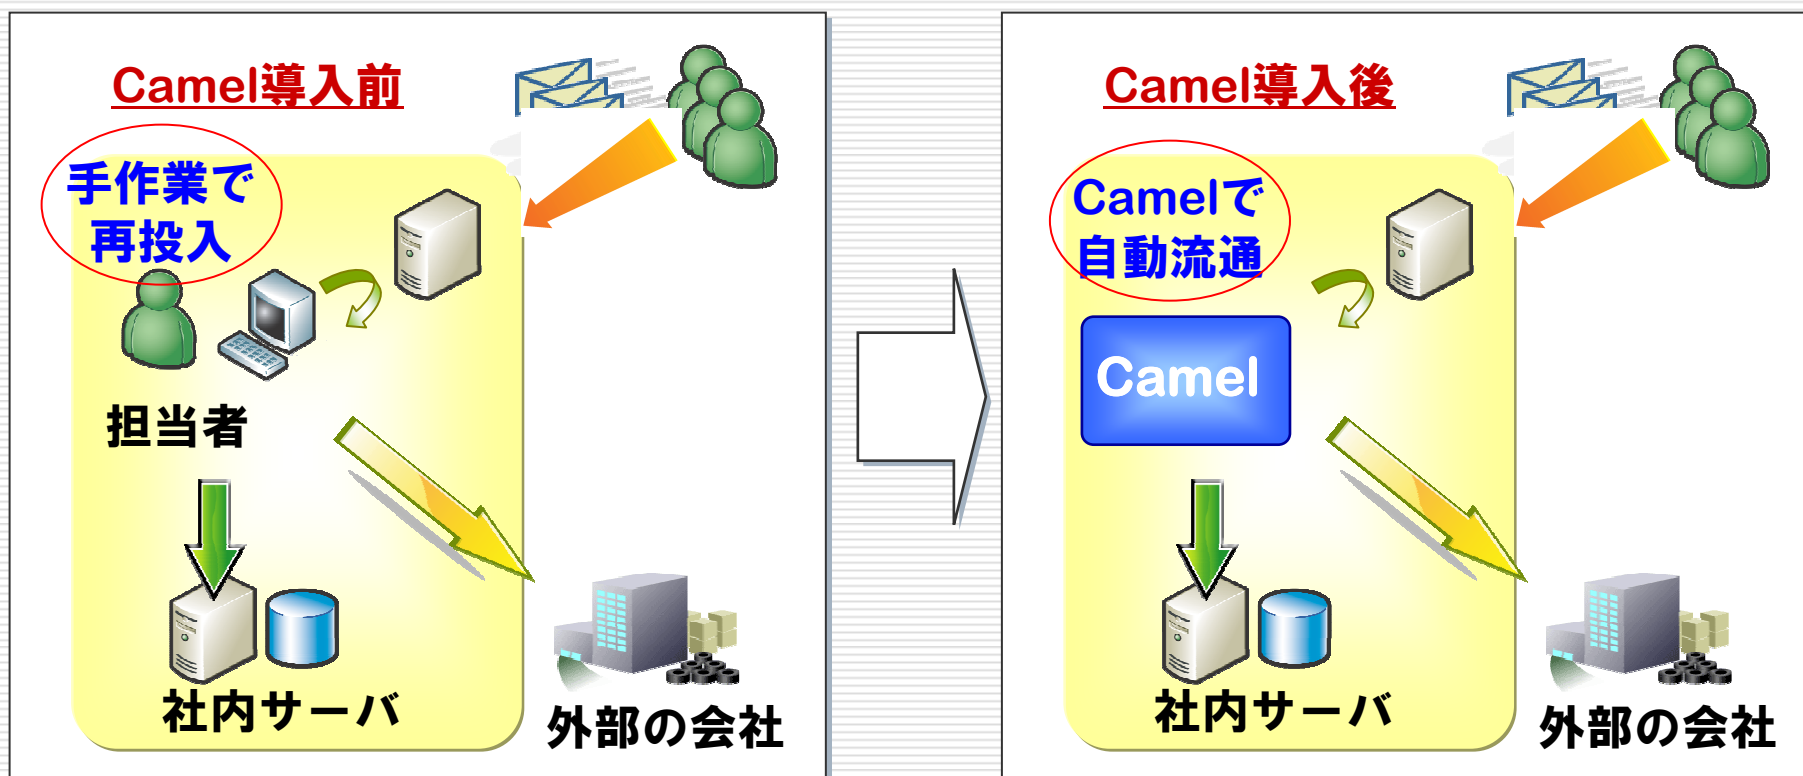 Camel導入前
手作業で
再投入
担当者
社内サーバ
外部の会社
Camel導入後
Camelで
自動流通
Camel
社内サーバ
外部の会社